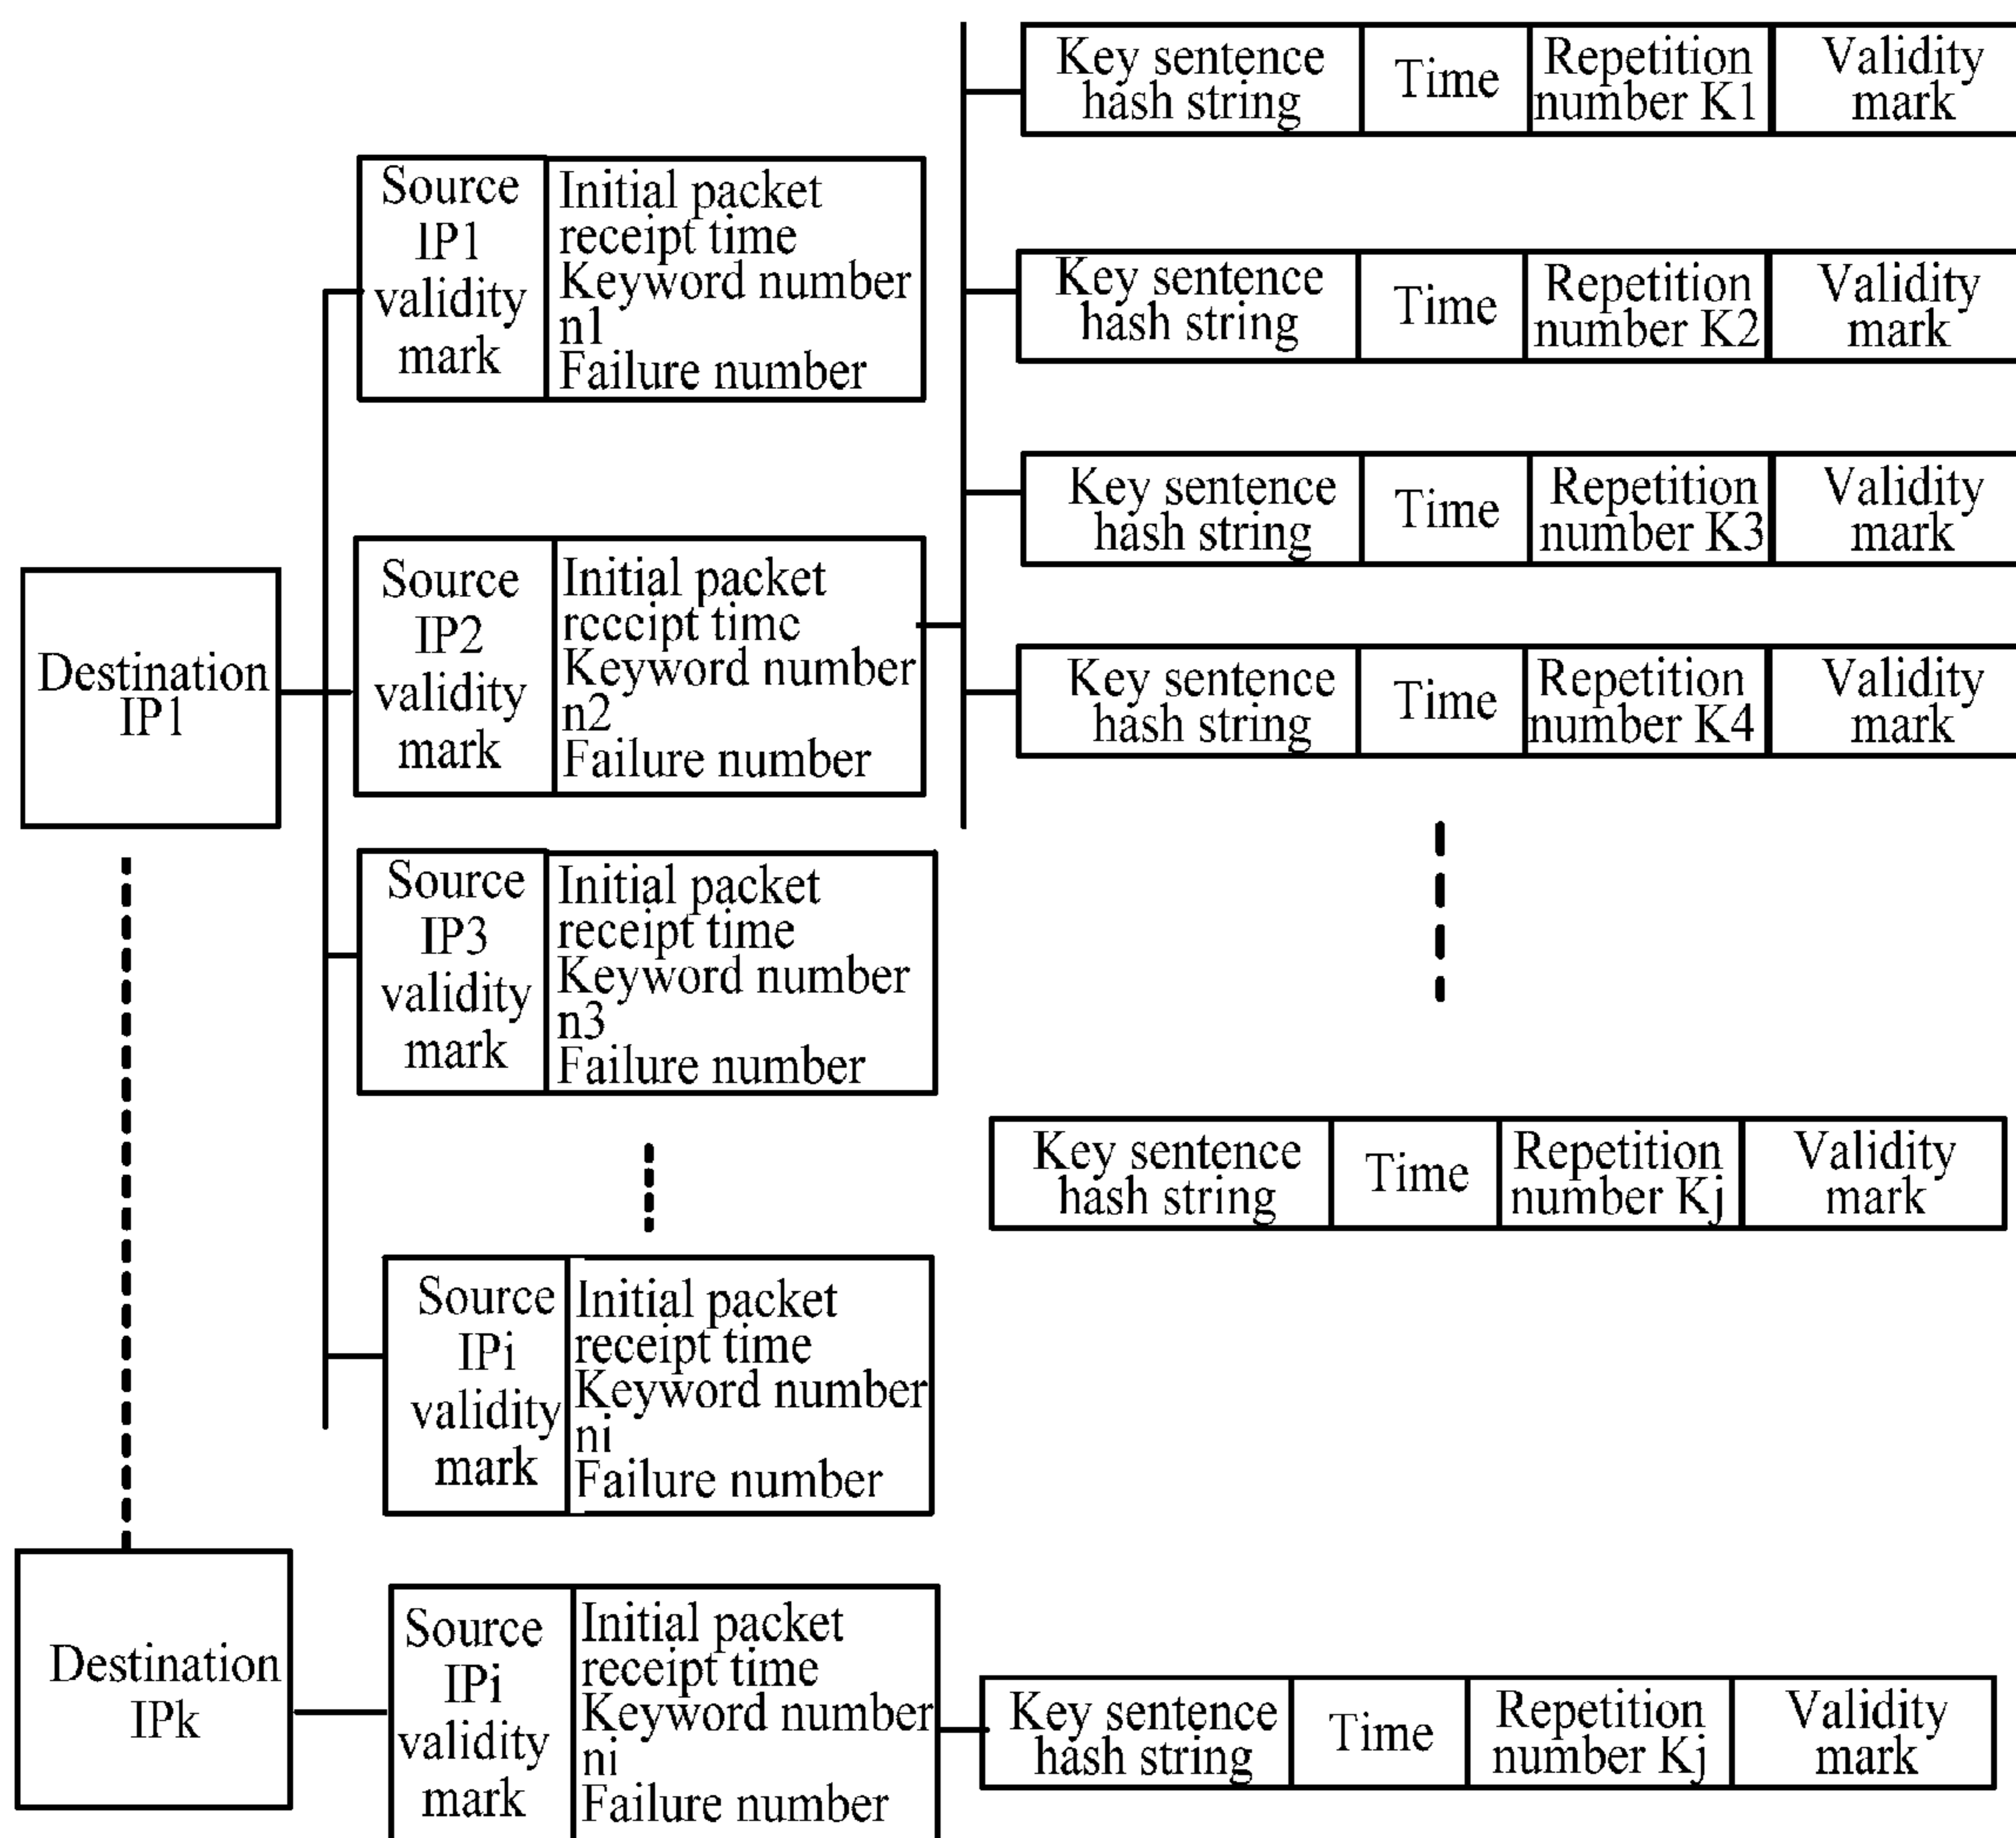 Destination
IP1
Source
IP1
validity
mark
Initial packet
receipt time
Keyword number
n1
Failure number
Source
IP2
validity
mark
Initial packet
receipt time
Keyword number
n2
Failure number
Key sentence
hash string
Time
Repetition
number K1
Validity
mark
Key sentence
hash string
Time
Repetition
number K2
Validity
mark
Key sentence
hash string
Time
Repetition
number K3
Validity
mark
Key sentence
hash string
Time
Repetition
number K4
Validity
mark
Key sentence
hash string
Time
Repetition
number Kj
Validity
mark
Source
IP3
validity
mark
Initial packet
receipt time
Keyword number
n3
Failure number
Source
IPi
validity
mark
Initial packet
receipt time
Keyword number
ni
Failure number
Destination
IPk
Source
IPi
validity
mark
Initial packet
receipt time
Keyword number
ni
Failure number
Key sentence
hash string
Time
Repetition
number Kj
Validity
mark